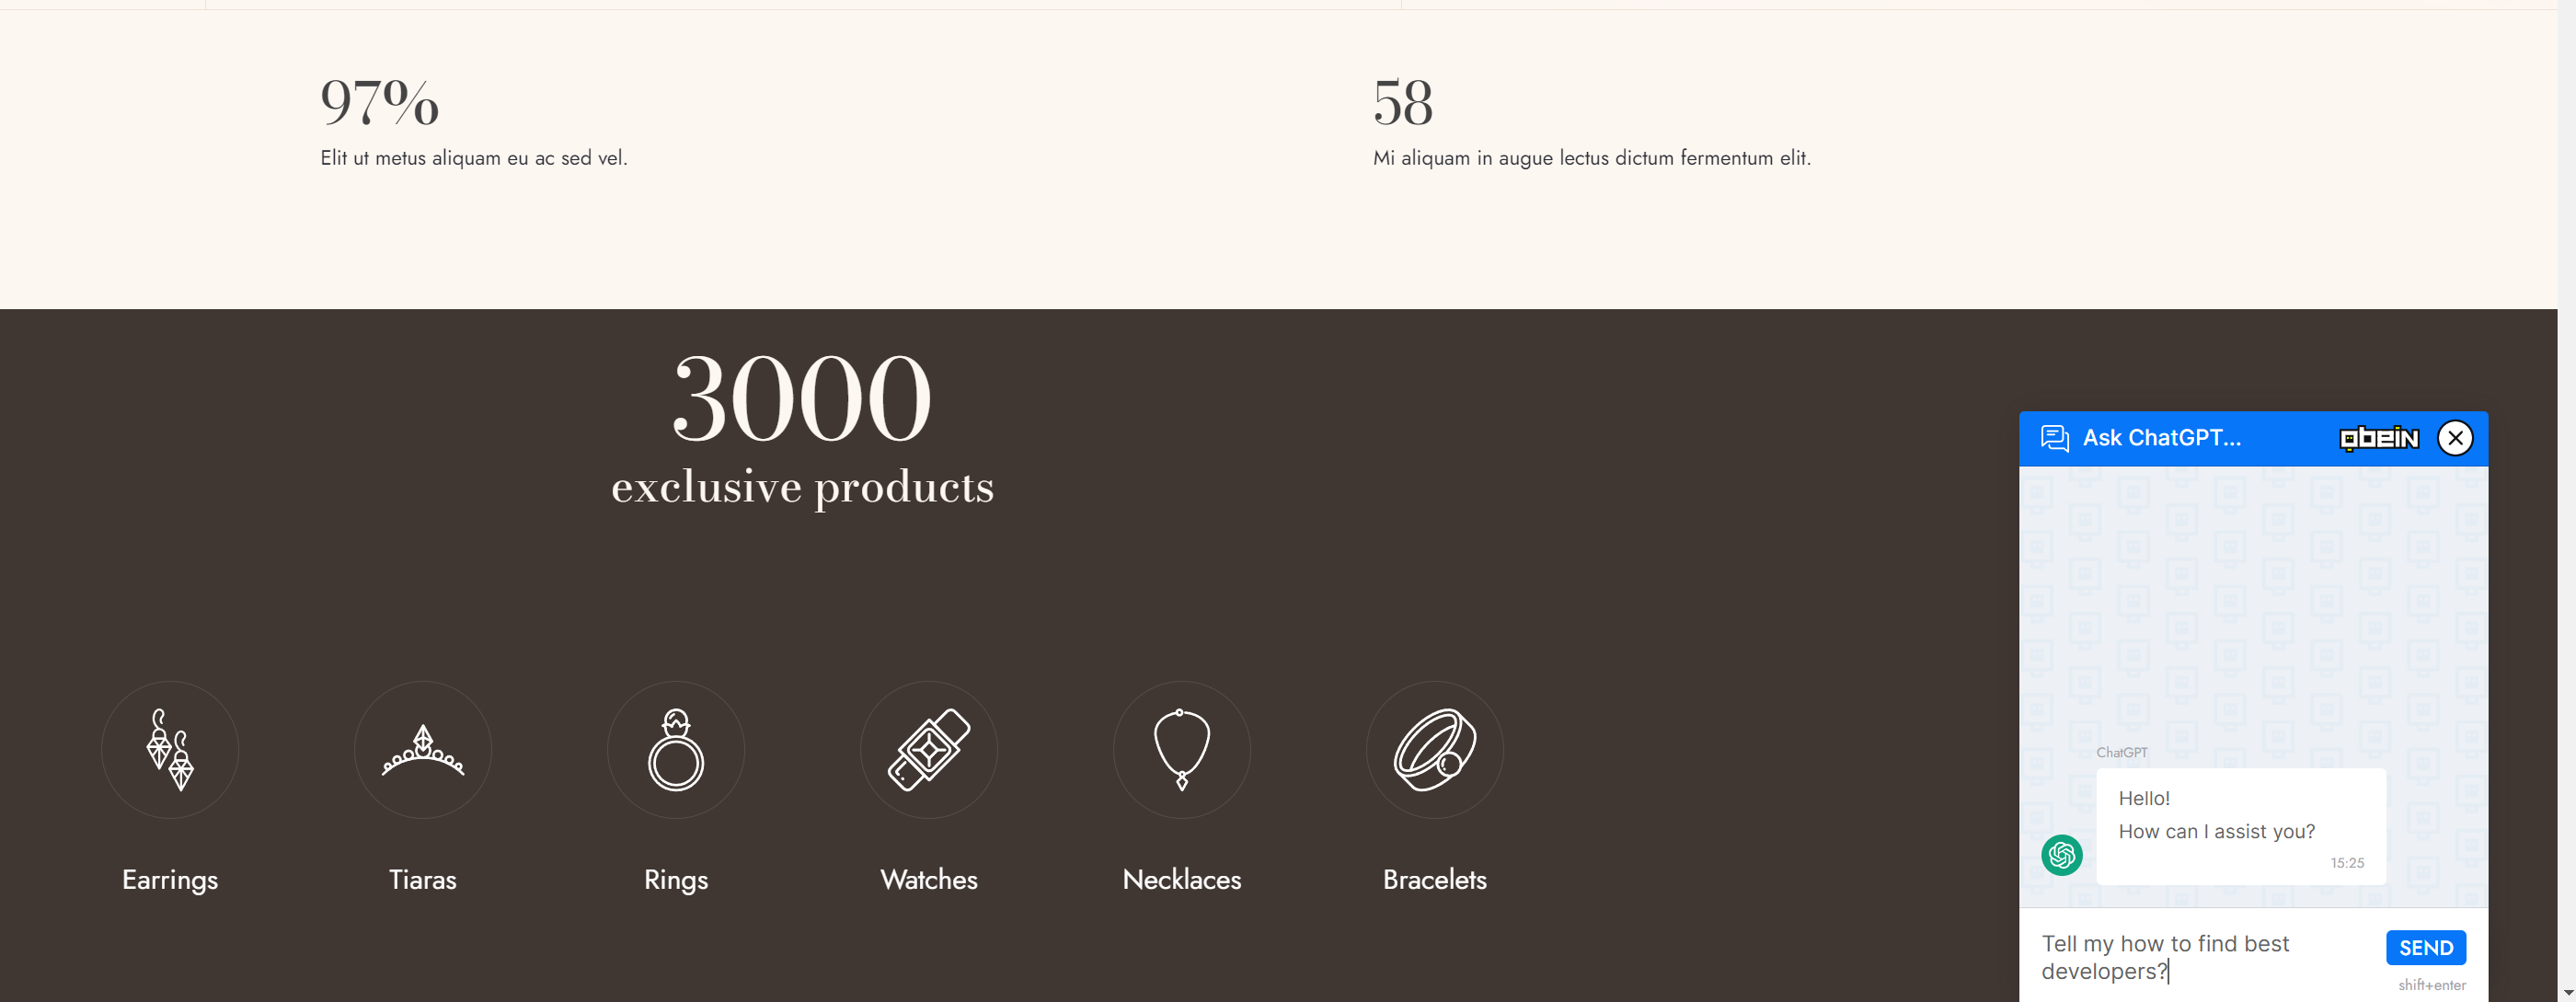 97%
Elit ut metus aliquam eu ac sed vel.
58
Mi aliquam in augue lectus dictum fermentum elit.
3000
exclusive products
Earrings
Tiaras
Rings
Watches
Necklaces
Bracelets
Ask ChatGPT...
qbein
ChatGPT
Hello!
How can I assist you?
15:25
Tell my how to find best
developers?
SEND
shift+enter